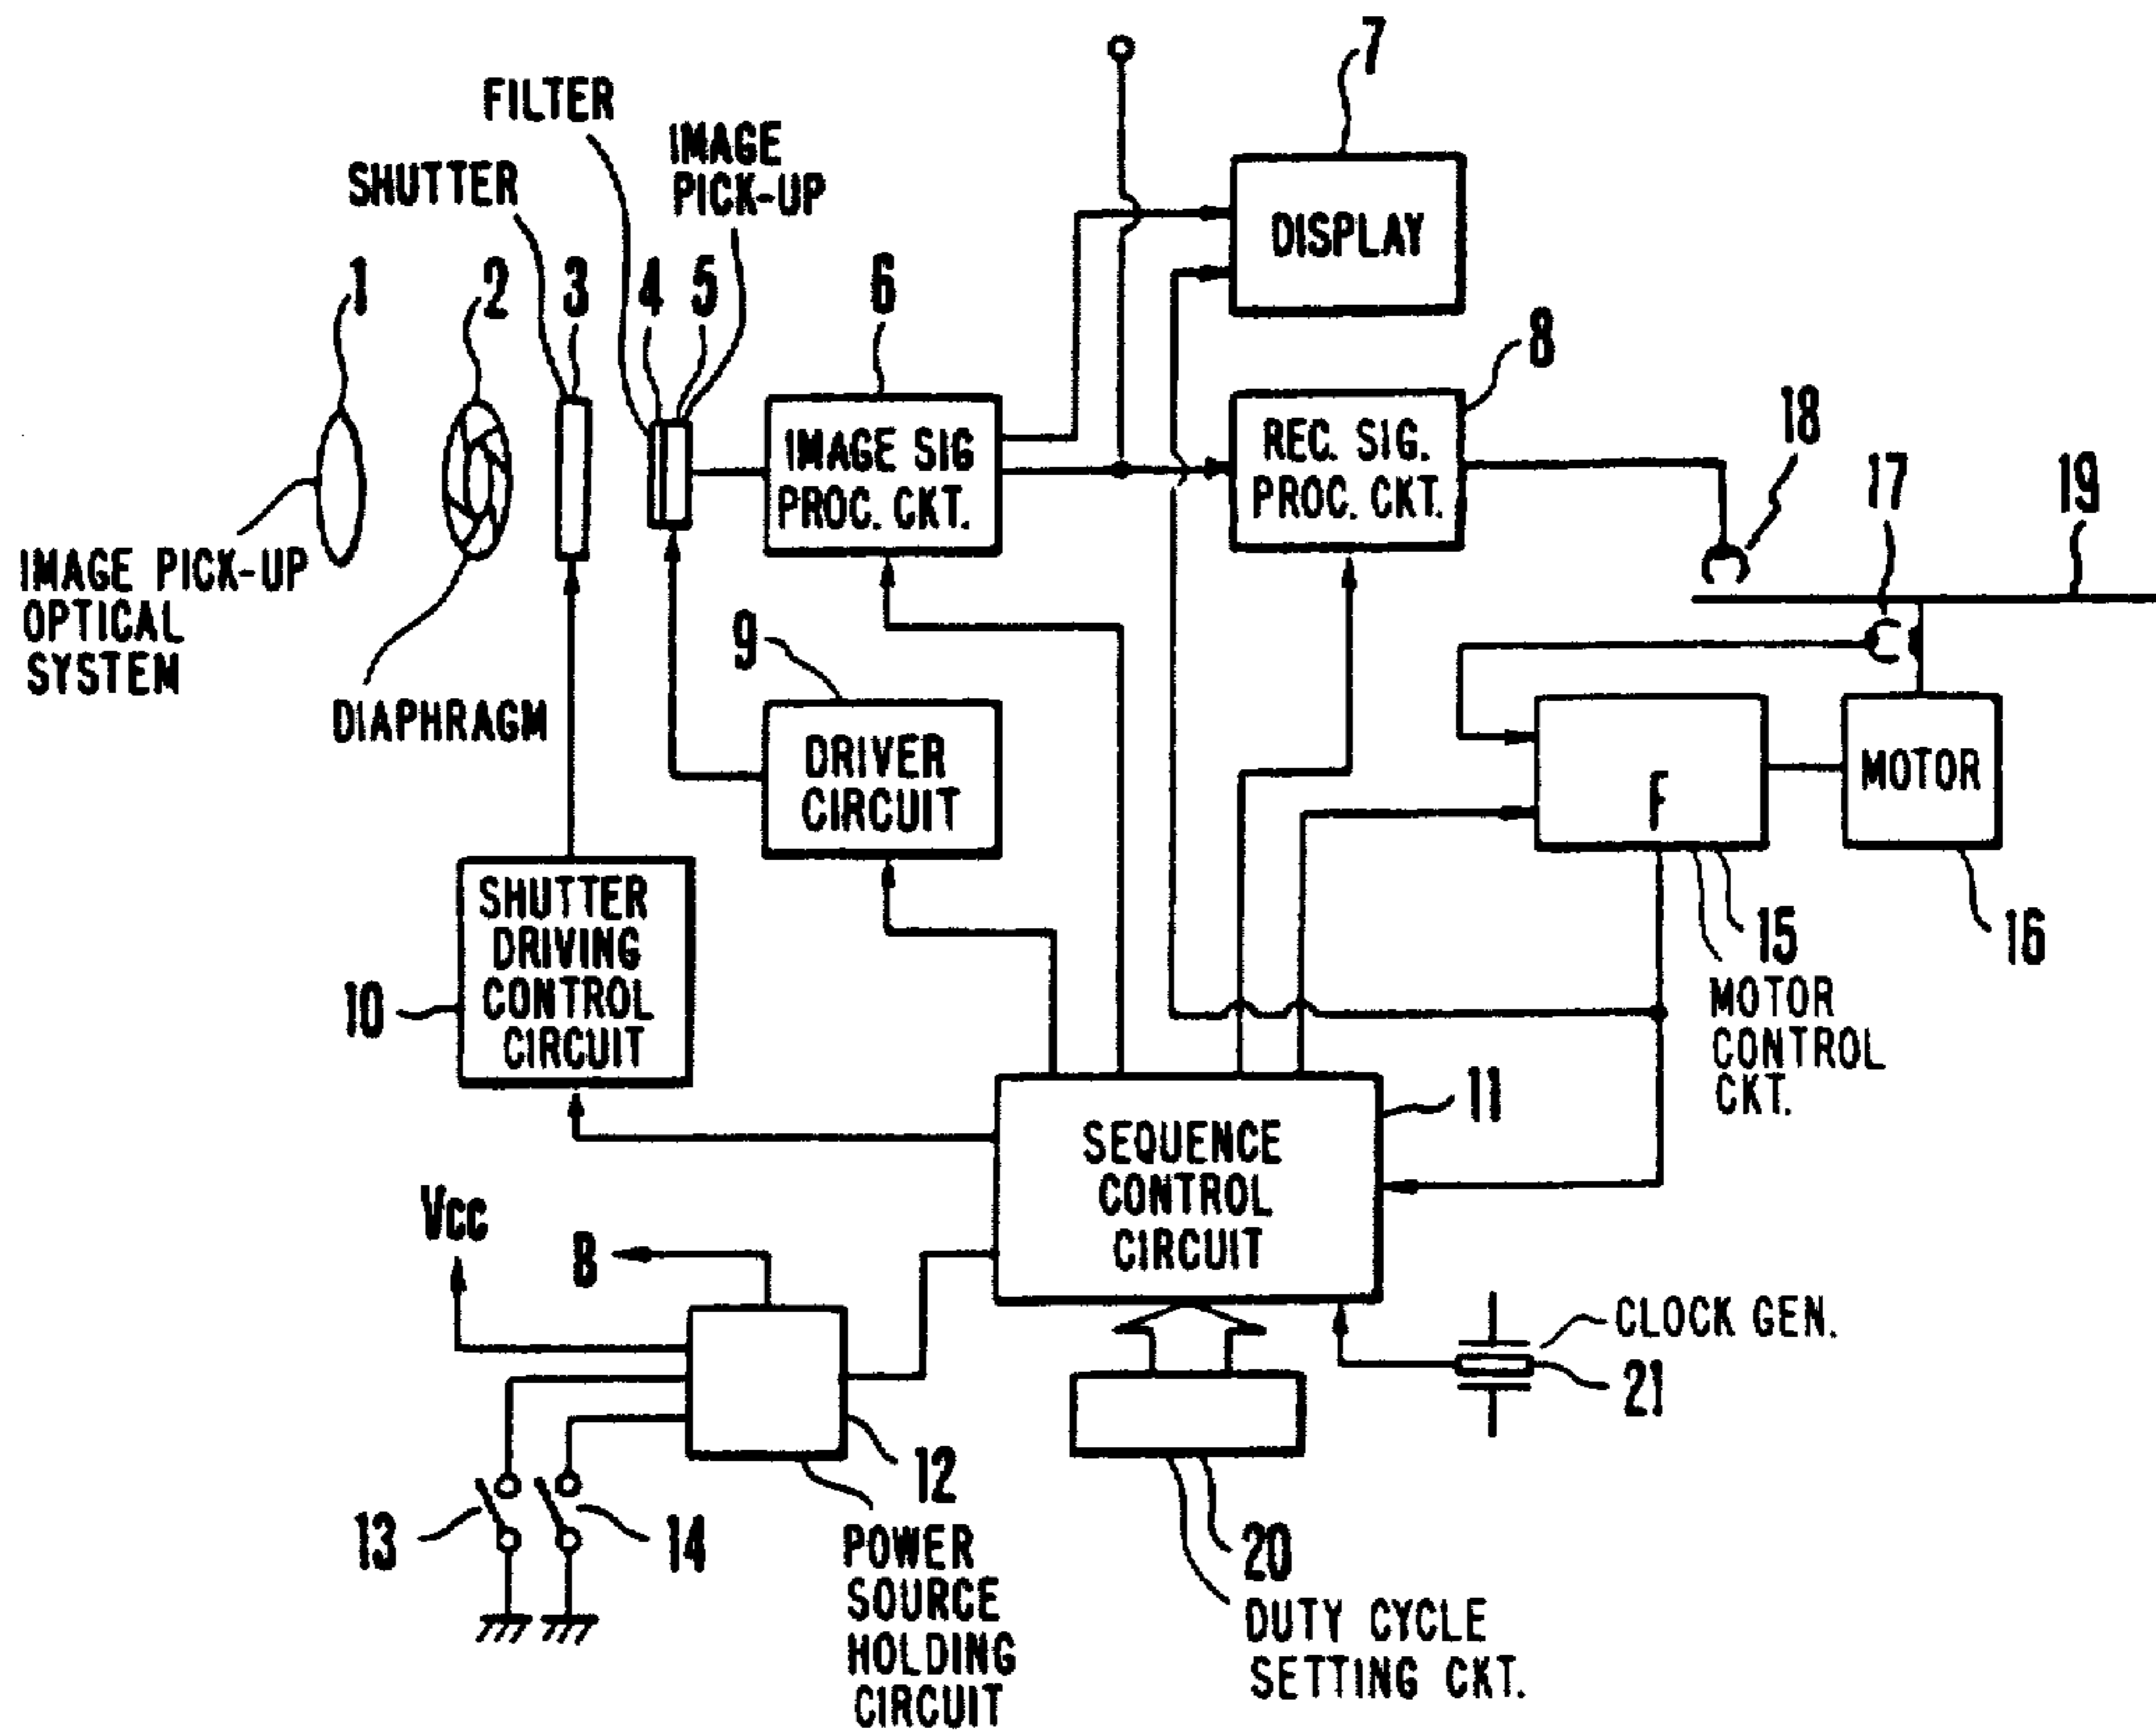 7
FILTER
IMAGE
PICK-UP
SHUTTER
DISPLAY
1
2
3
4
5
6
8
IMAGE SIG
PROC. CKT.
REC. SIG.
PROC. CKT.
18
17
19
IMAGE PICK-UP
OPTICAL
SYSTEM
DIAPHRAGM
9
DRIVER
CIRCUIT
F
MOTOR
SHUTTER
DRIVING
CONTROL
CIRCUIT
10
15
16
MOTOR
CONTROL
CKT.
11
SEQUENCE
CONTROL
CIRCUIT
Vcc
B
CLOCK GEN.
21
12
13
14
POWER
SOURCE
HOLDING
CIRCUIT
20
DUTY CYCLE
SETTING CKT.